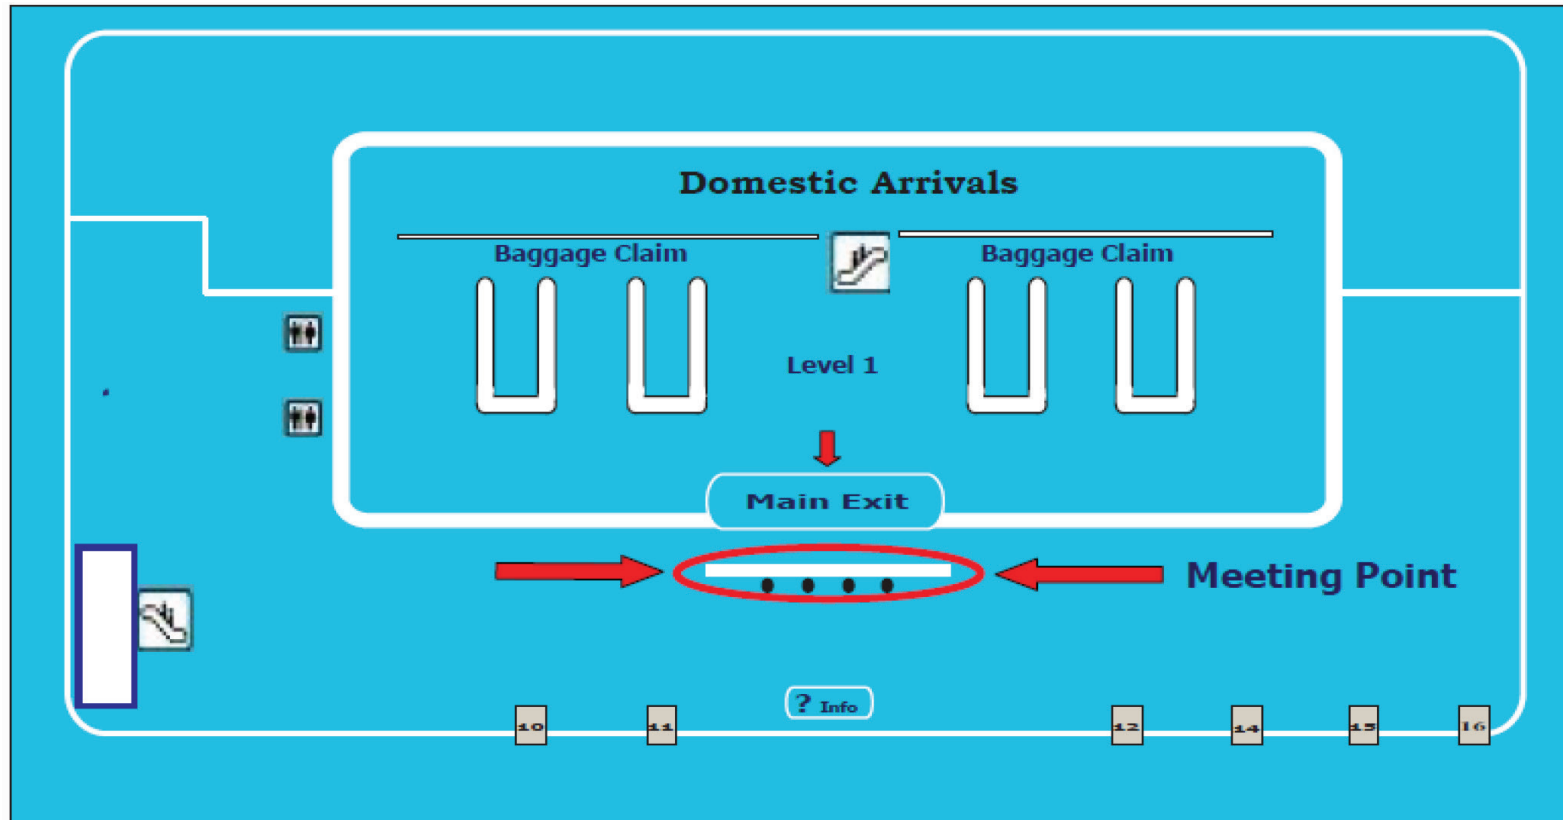 Domestic Arrivals
Baggage Claim
Baggage Claim
Level 1
Main Exit
Meeting Point
? Info
10
11
12
14
15
16